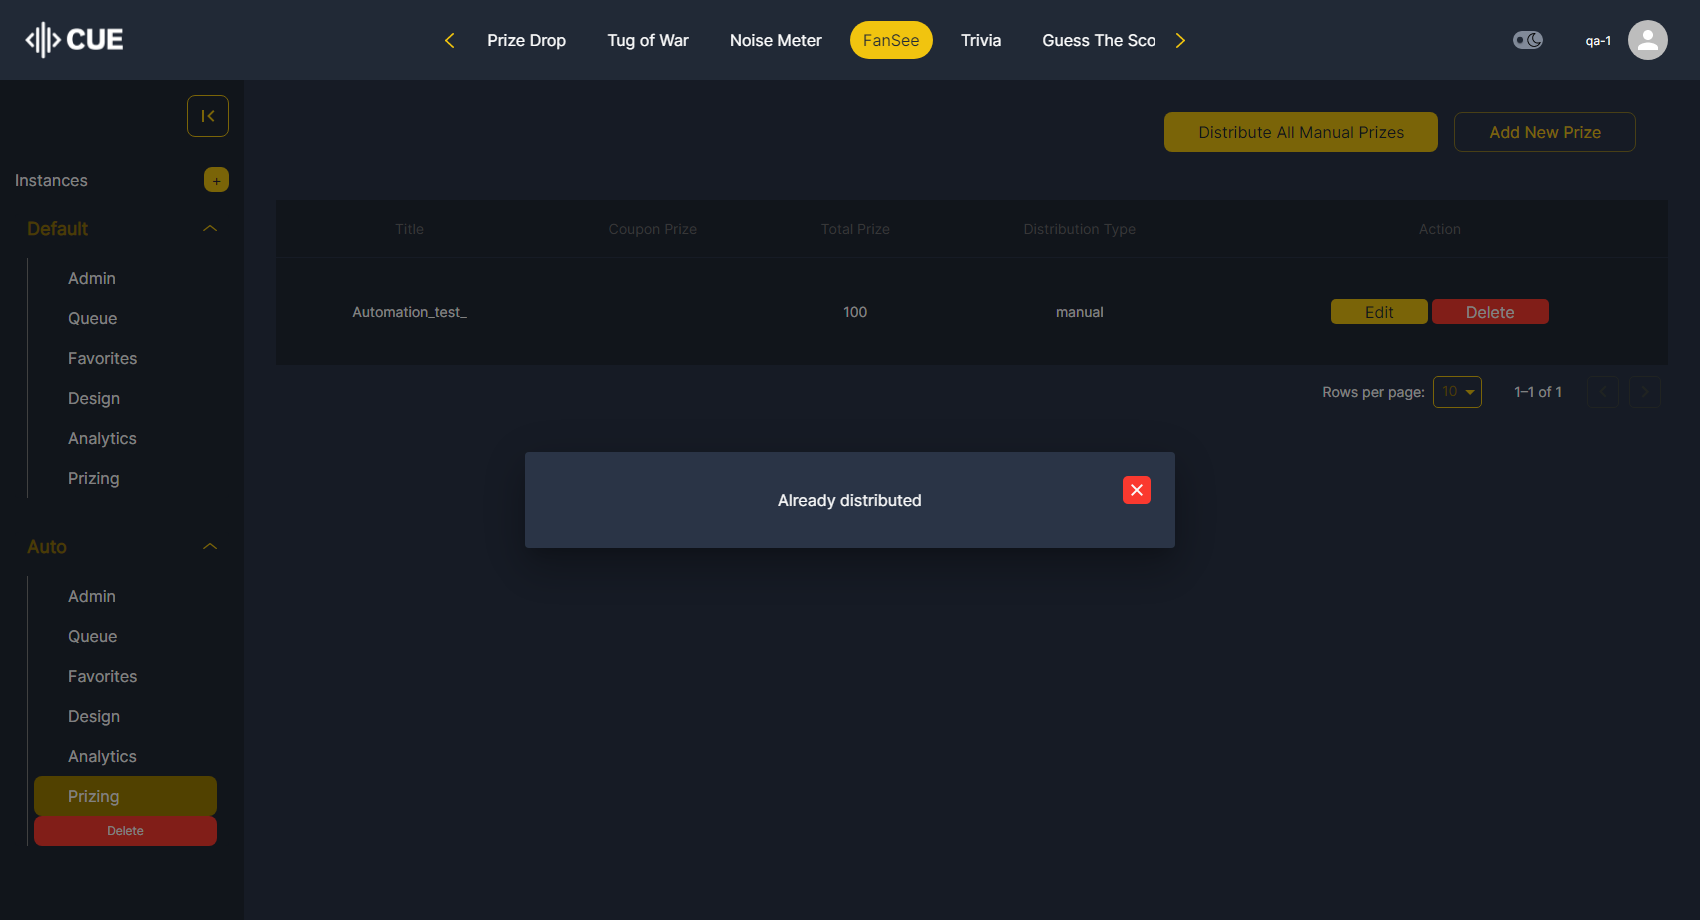 CUE
Prize Drop
Tug of War
Noise Meter
FanSee
Trivia
Guess The Sco
qa-1
Instances
+
Default
Admin
Queue
Favorites
Design
Analytics
Prizing
Auto
Admin
Queue
Favorites
Design
Analytics
Prizing
Delete
Distribute All Manual Prizes
Add New Prize
Title
Coupon Prize
Total Prize
Distribution Type
Action
Automation_test_
100
manual
Edit
Delete
Rows per page:
10
1–1 of 1
Already distributed